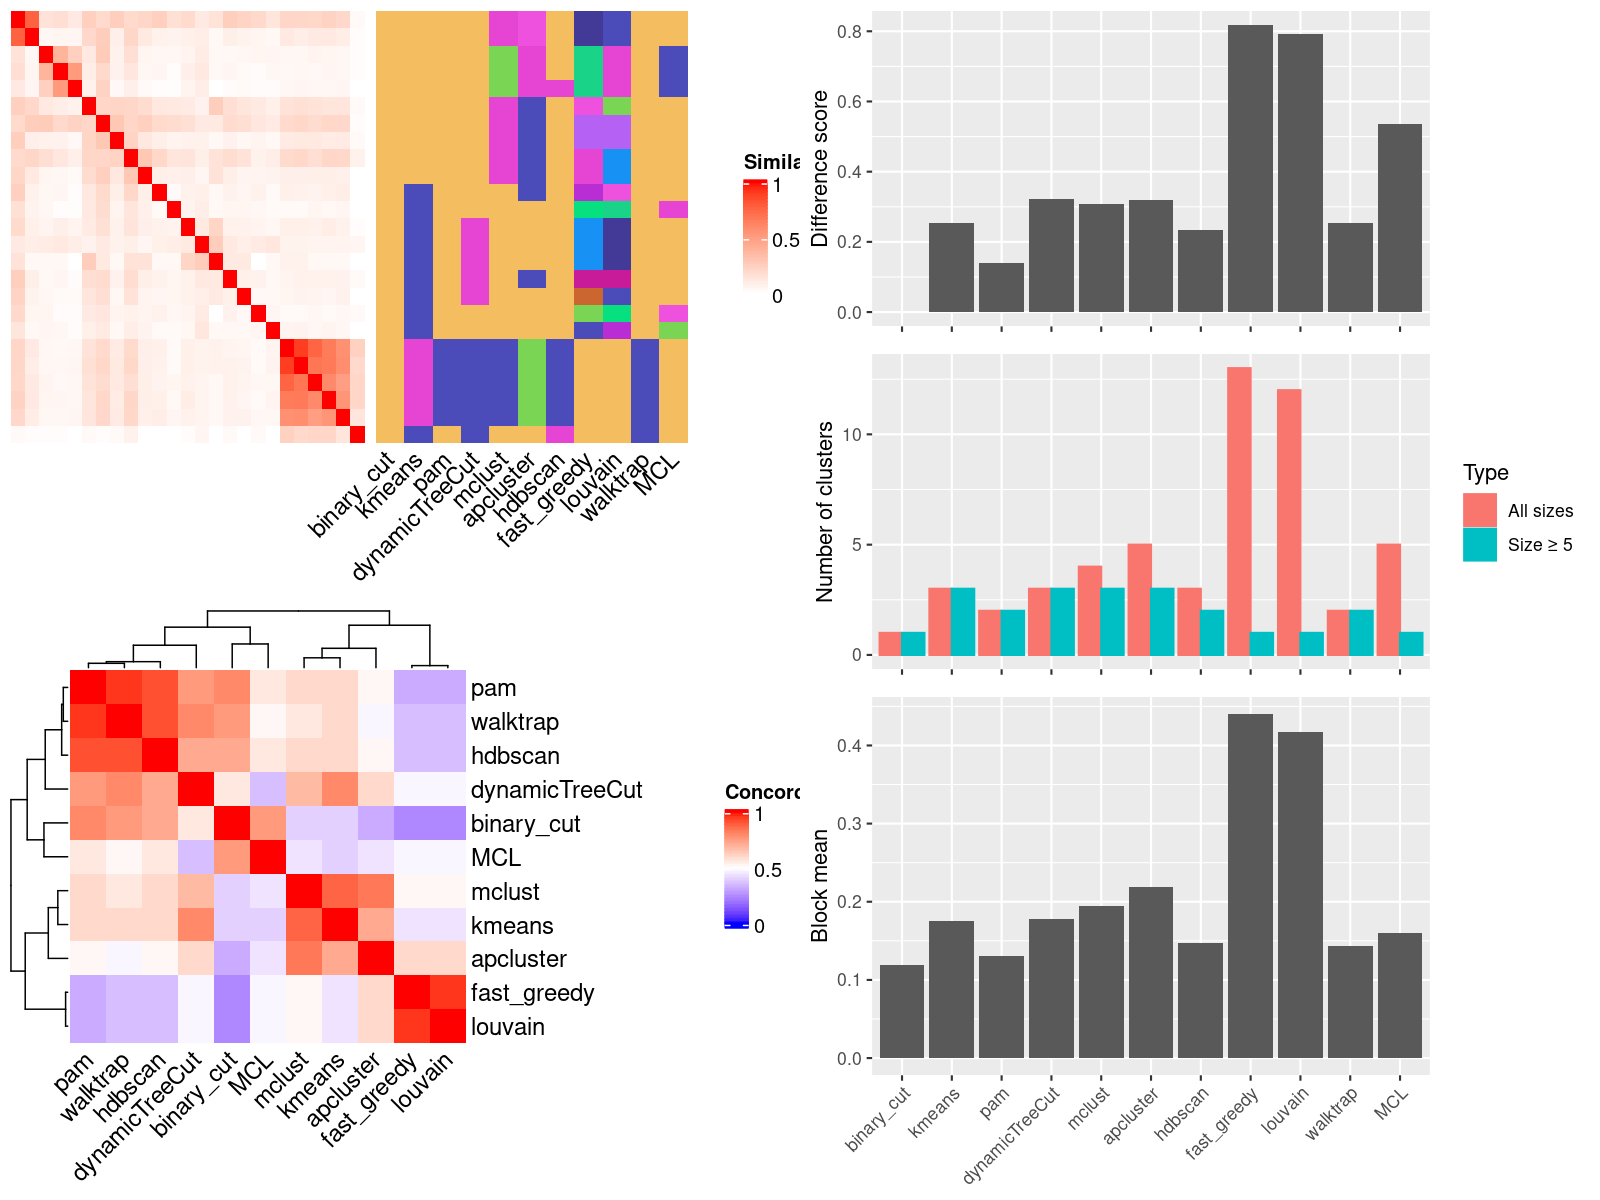 Simila
1
0.5
0
binary_cut
kmeans
pam
dynamicTreeCut
mclust
apcluster
hdbscan
fast_greedy
louvain
walktrap
MCL
pam
walktrap
hdbscan
dynamicTreeCut
binary_cut
MCL
mclust
kmeans
apcluster
fast_greedy
louvain
Concord
1
0.5
0
pam
walktrap
hdbscan
dynamicTreeCut
binary_cut
MCL
mclust
kmeans
apcluster
fast_greedy
louvain
Difference score
0.8
0.6
0.4
0.2
0.0
Number of clusters
10
5
0
Type
All sizes
Size ≥ 5
Block mean
0.4
0.3
0.2
0.1
0.0
binary_cut
kmeans
pam
dynamicTreeCut
mclust
apcluster
hdbscan
fast_greedy
louvain
walktrap
MCL